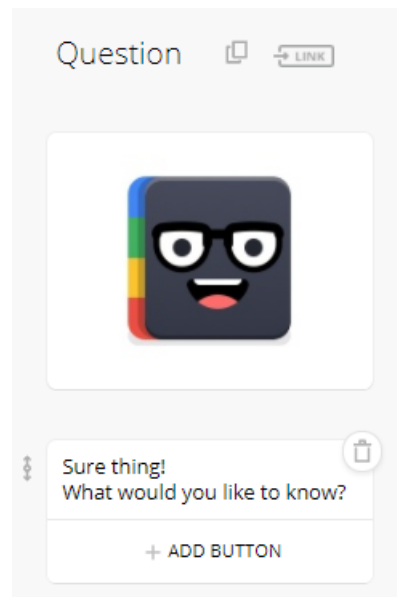 Question
LINK
Sure thing!
What would you like to know?
+ ADD BUTTON